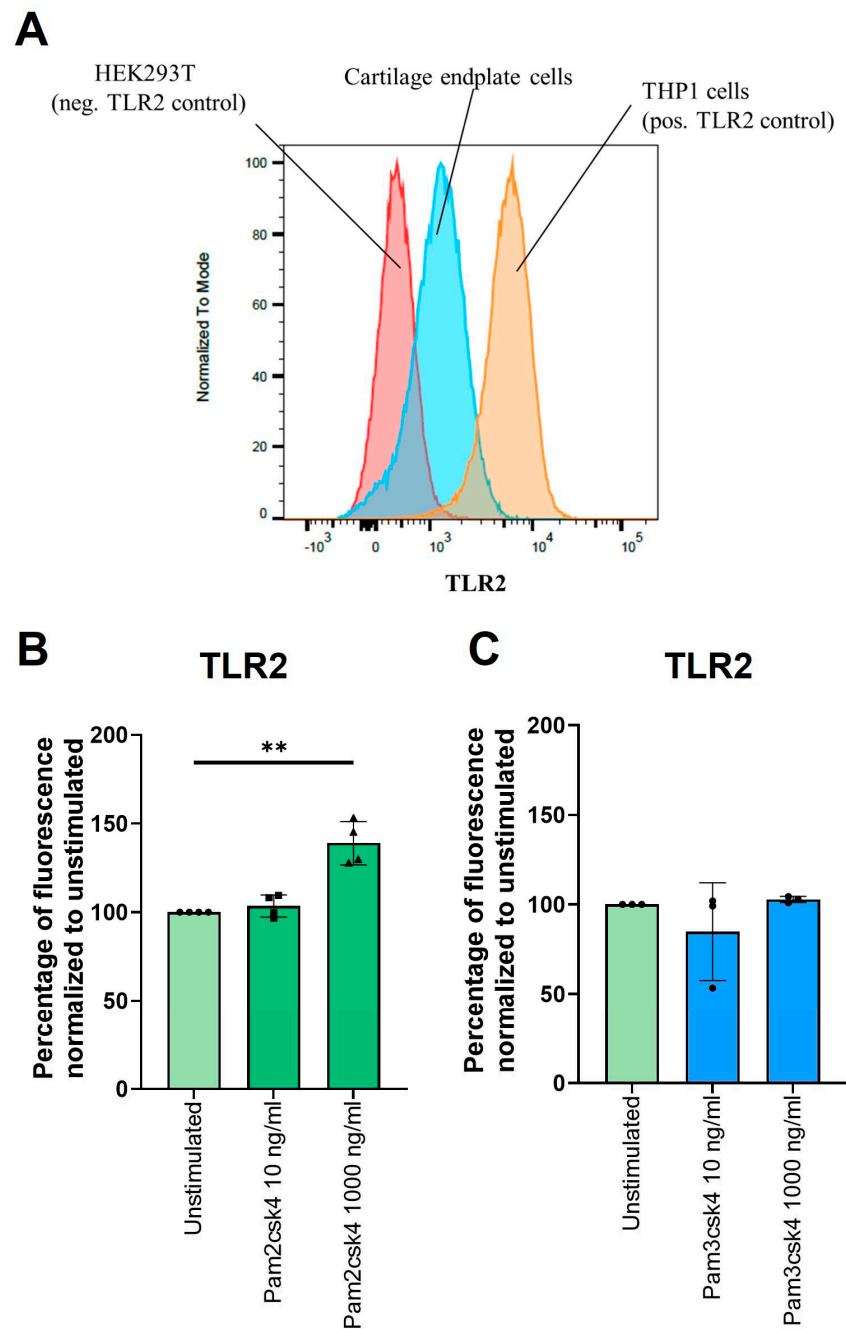 A
HEK293T
(neg. TLR2 control)
Cartilage endplate cells
THP1 cells
(pos. TLR2 control)
Normalized To Mode
100
80
60
40
20
0
-10³
0
10³
10⁴
10⁵
TLR2
B
TLR2
Percentage of fluorescence
normalized to unstimulated
200
150
100
50
0
**
Unstimulated
Pam2csk4 10 ng/ml
Pam2csk4 1000 ng/ml
C
TLR2
Percentage of fluorescence
normalized to unstimulated
200
150
100
50
0
Unstimulated
Pam3csk4 10 ng/ml
Pam3csk4 1000 ng/ml